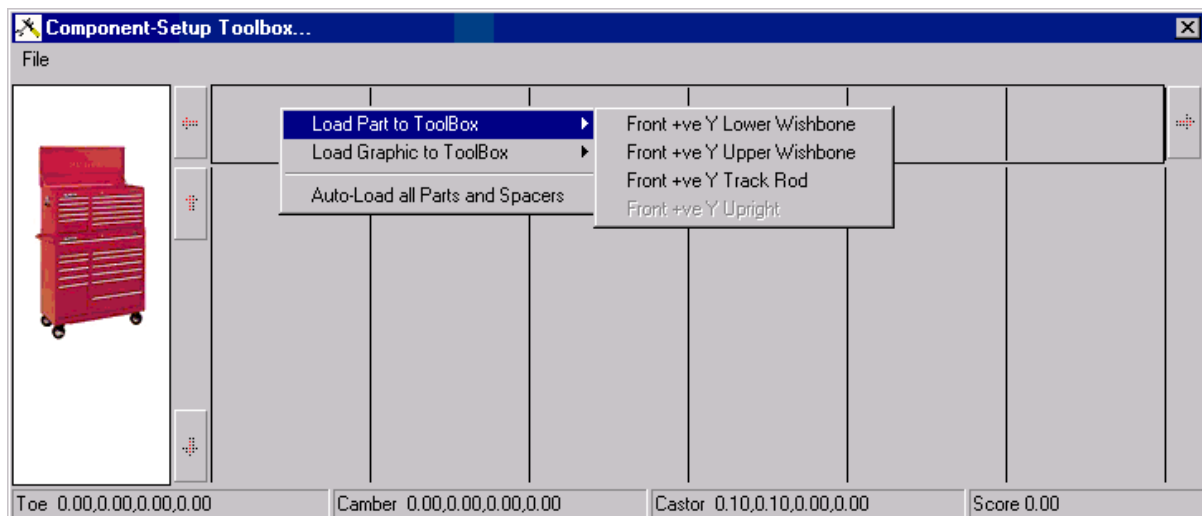 Component-Setup Toolbox...
File
Load Part to ToolBox
Load Graphic to ToolBox
Auto-Load all Parts and Spacers
Front +ve Y Lower Wishbone
Front +ve Y Upper Wishbone
Front +ve Y Track Rod
Front +ve Y Upright
Toe 0.00,0.00,0.00,0.00
Camber 0.00,0.00,0.00,0.00
Castor 0.10,0.10,0.00,0.00
Score 0.00